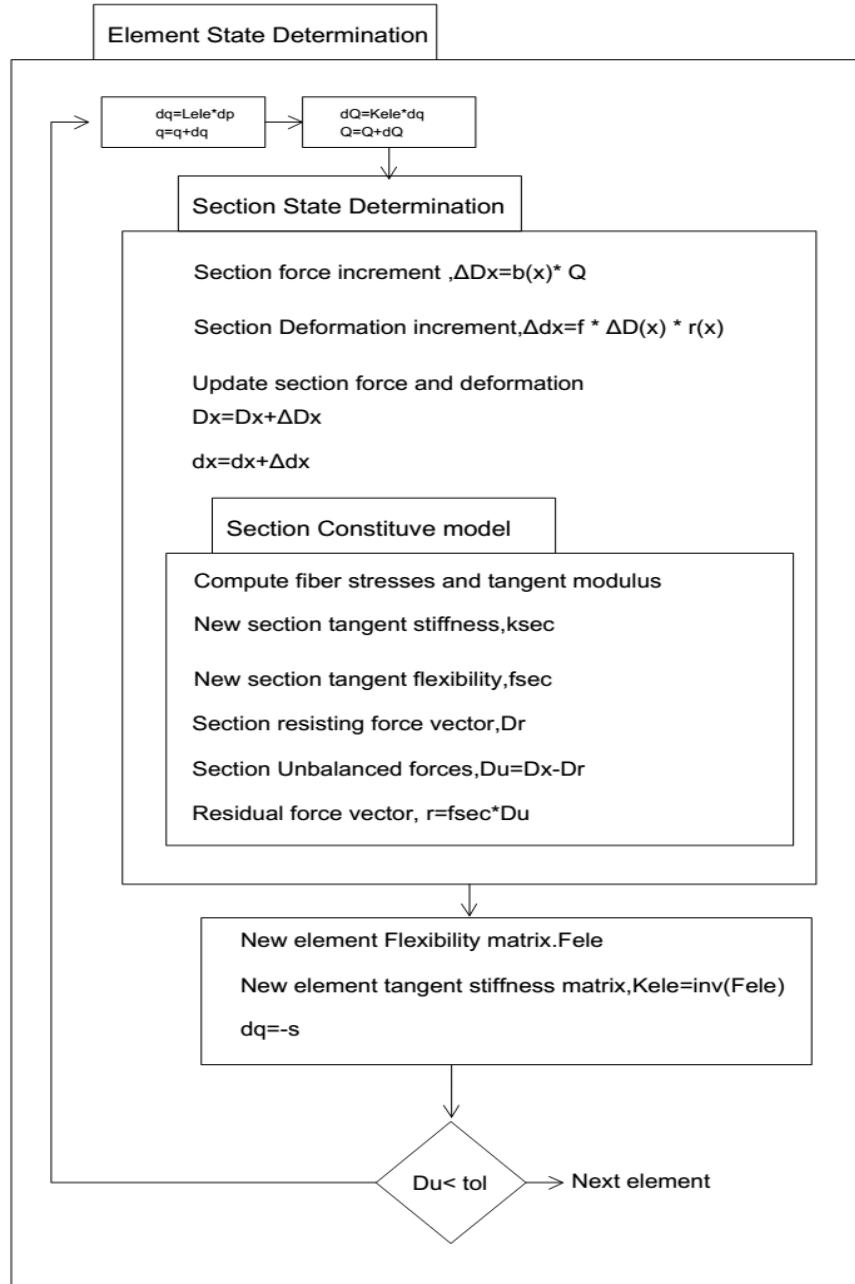 Element State Determination
dq=Lele*dp
q=q+dq
dQ=Kele*dq
Q=Q+dQ
Section State Determination
Section force increment ,ΔDx=b(x)* Q
Section Deformation increment,Δdx=f * ΔD(x) * r(x)
Update section force and deformation
Dx=Dx+ΔDx
dx=dx+Δdx
Section Constituve model
Compute fiber stresses and tangent modulus
New section tangent stiffness,ksec
New section tangent flexibility,fsec
Section resisting force vector,Dr
Section Unbalanced forces,Du=Dx-Dr
Residual force vector, r=fsec*Du
New element Flexibility matrix.Fele
New element tangent stiffness matrix,Kele=inv(Fele)
dq=-s
Du< tol
Next element